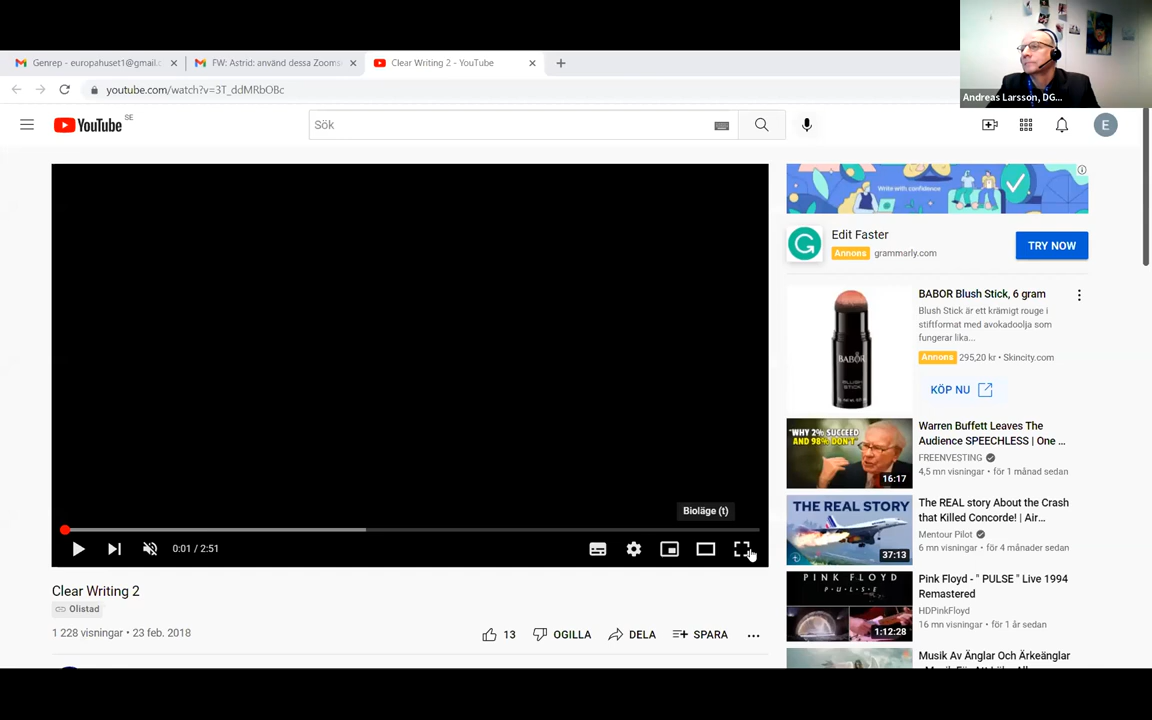 Genrep - europahuset1@gmail.c
FW: Astrid: använd dessa Zooms
Clear Writing 2 - YouTube
youtube.com/watch?v=3T_ddMRbOBc
Andreas Larsson, DG...
YouTube SE
Sök
E
Write with confidence
Edit Faster
Annons grammarly.com
TRY NOW
BABOR Blush Stick, 6 gram
Blush Stick är ett krämigt rouge i
stiftformat med avokadoolja som
fungerar lika...
Annons 295,20 kr • Skincity.com
KÖP NU
BABOR
BLUSH
STICK
"WHY 2% SUCCEED
AND 98% DON'T"
16:17
Warren Buffett Leaves The
Audience SPEECHLESS | One ...
FREENVESTING
4,5 mn visningar • för 1 månad sedan
THE REAL STORY
37:13
The REAL story About the Crash
that Killed Concorde! | Air...
Mentour Pilot
6 mn visningar • för 4 månader sedan
PINK FLOYD
PULSE
1:12:28
Pink Floyd - " PULSE " Live 1994
Remastered
HDPinkFloyd
16 mn visningar • för 1 år sedan
Musik Av Änglar Och Ärkeänglar
Bioläge (t)
0:01 / 2:51
Clear Writing 2
Olistad
1 228 visningar • 23 feb. 2018
13
OGILLA
DELA
SPARA